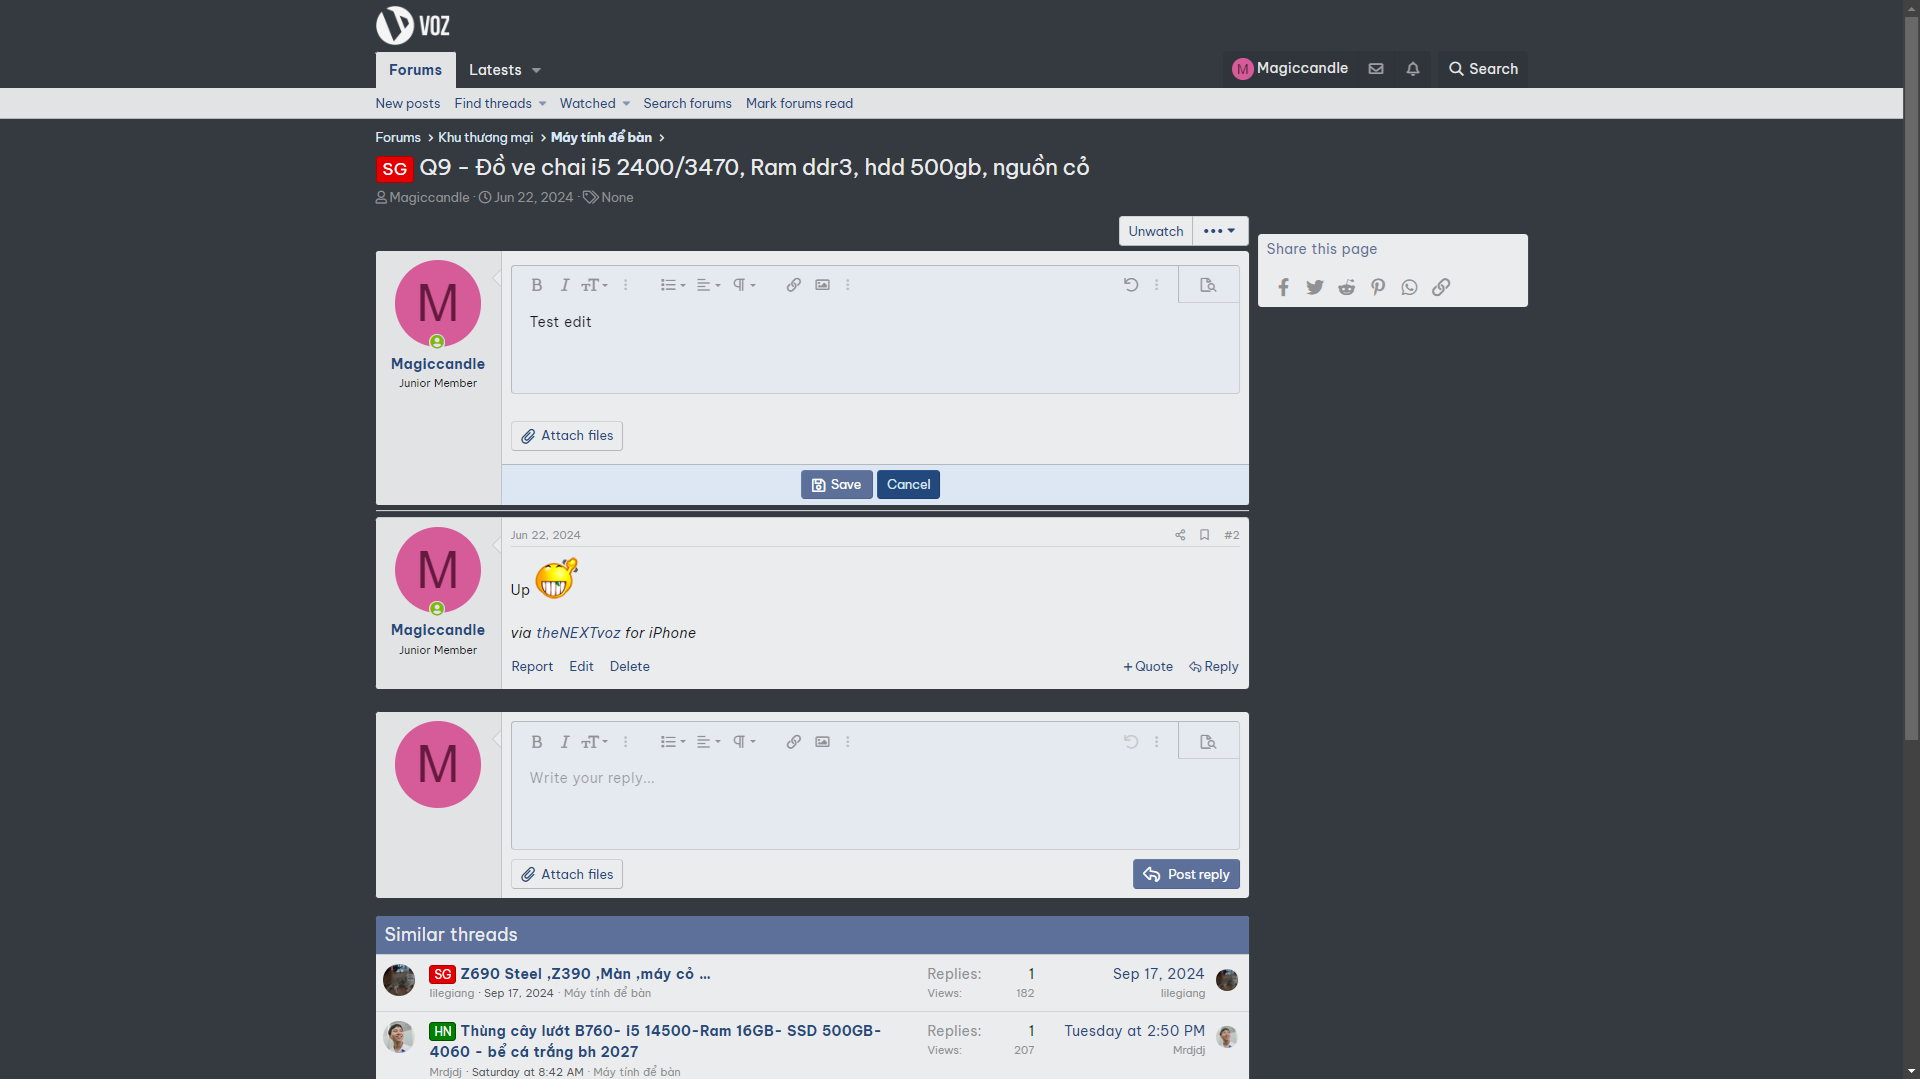 VOZ
Forums
Latests
M Magiccandle
Search
New posts
Find threads
Watched
Search forums
Mark forums read
Forums
Khu thương mại
Máy tính để bàn
SG Q9 - Đồ ve chai i5 2400/3470, Ram ddr3, hdd 500gb, nguồn cỏ
Magiccandle · Jun 22, 2024 · None
Unwatch
Share this page
M
Magiccandle
Junior Member
Test edit
Attach files
Save
Cancel
M
Magiccandle
Junior Member
Jun 22, 2024
#2
Up
via theNEXTvoz for iPhone
Report
Edit
Delete
+ Quote
Reply
M
Write your reply...
Attach files
Post reply
Similar threads
SG Z690 Steel ,Z390 ,Màn ,máy cỏ ...
lilegiang · Sep 17, 2024 · Máy tính để bàn
Replies: 1
Views: 182
Sep 17, 2024
lilegiang
HN Thùng cây lướt B760- i5 14500-Ram 16GB- SSD 500GB-
4060 - bể cá trắng bh 2027
Mrdjdj · Saturday at 8:42 AM · Máy tính để bàn
Replies: 1
Views: 207
Tuesday at 2:50 PM
Mrdjdj